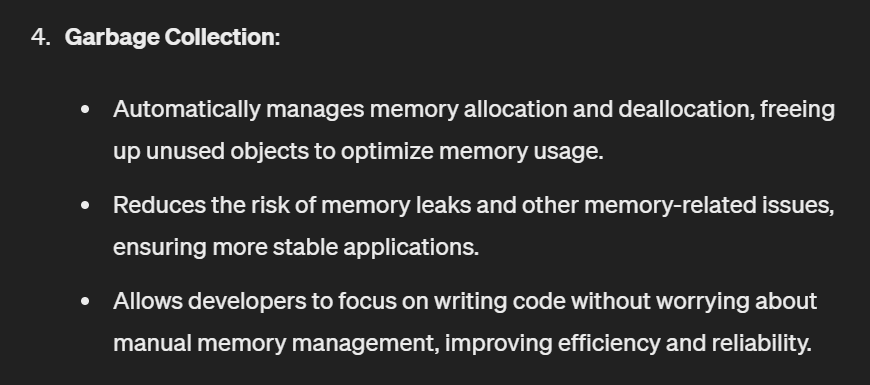 4. Garbage Collection:
• Automatically manages memory allocation and deallocation, freeing
up unused objects to optimize memory usage.
• Reduces the risk of memory leaks and other memory-related issues,
ensuring more stable applications.
• Allows developers to focus on writing code without worrying about
manual memory management, improving efficiency and reliability.